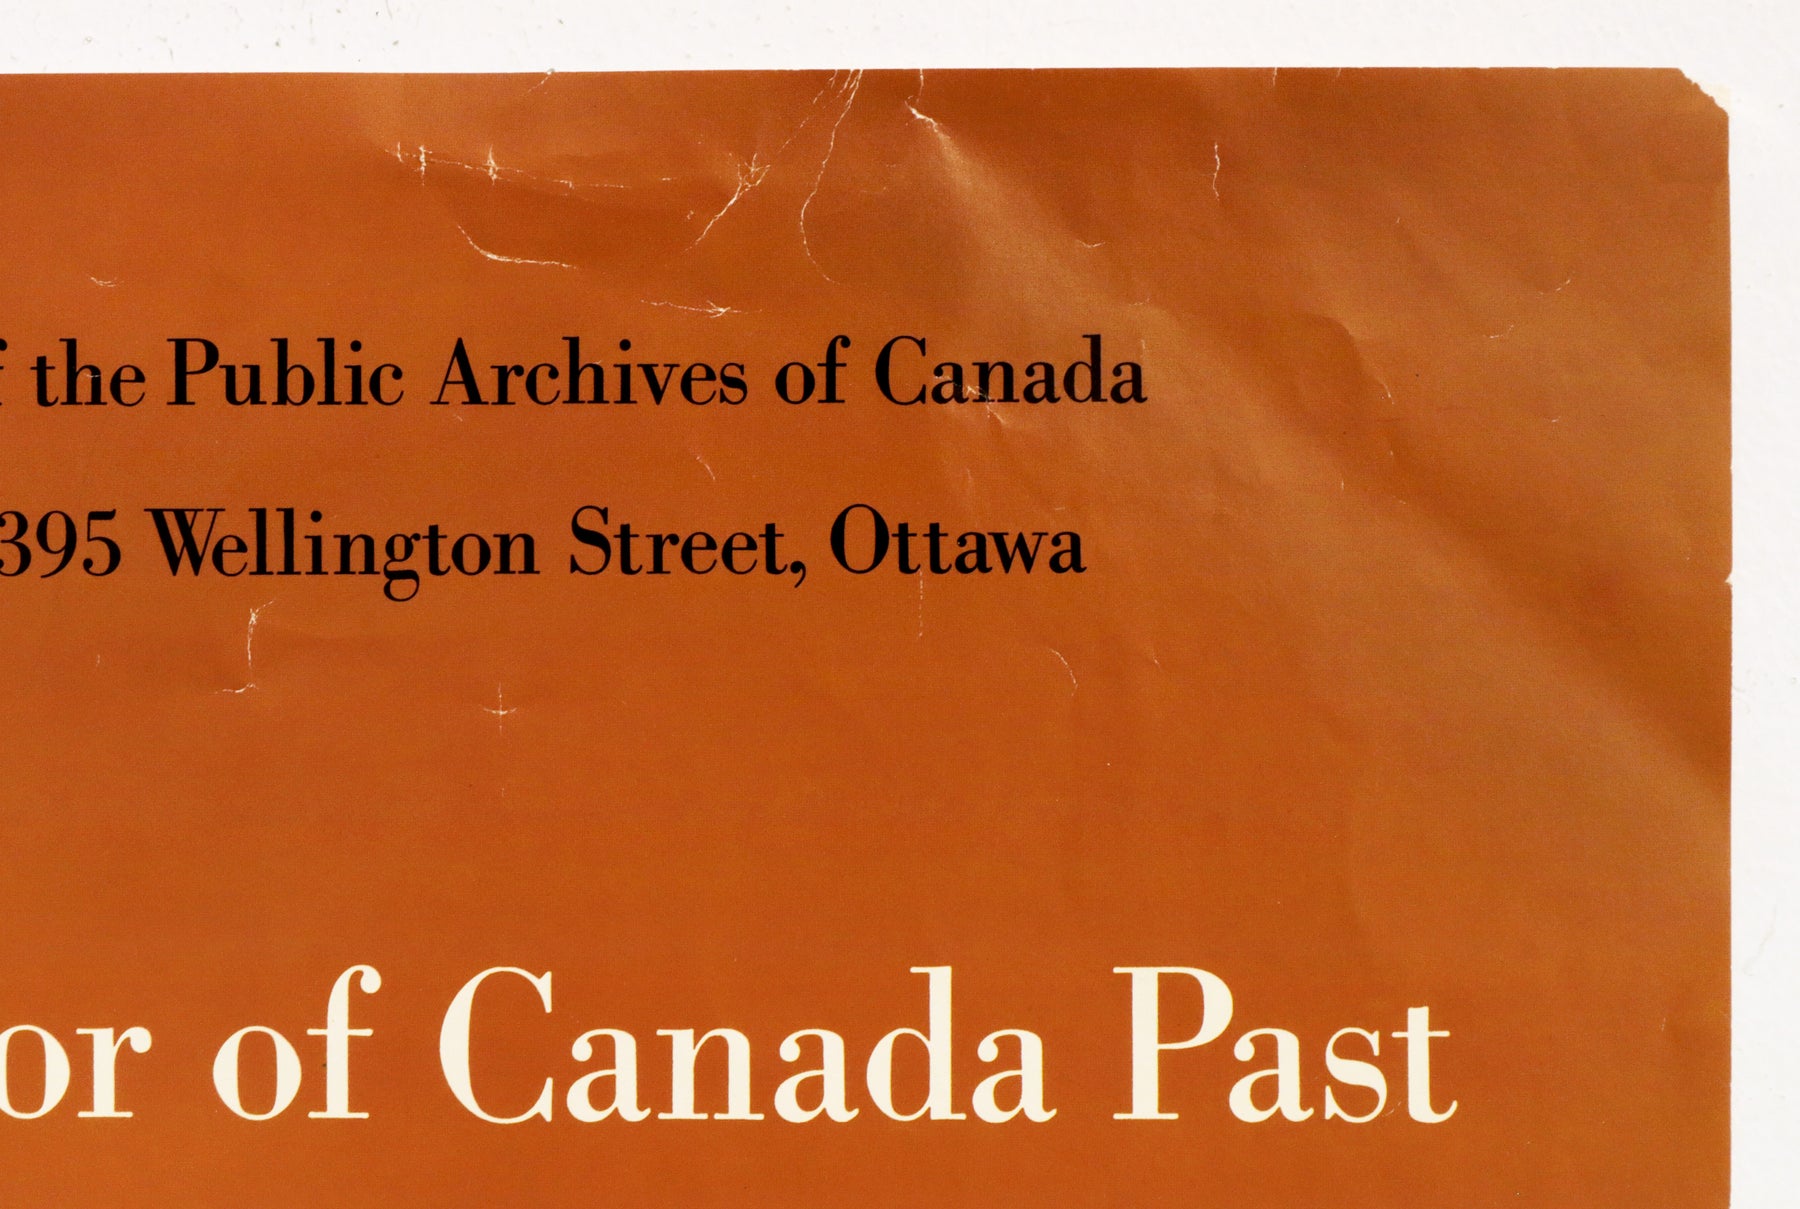 f the Public Archives of Canada
395 Wellington Street, Ottawa
or of Canada Past